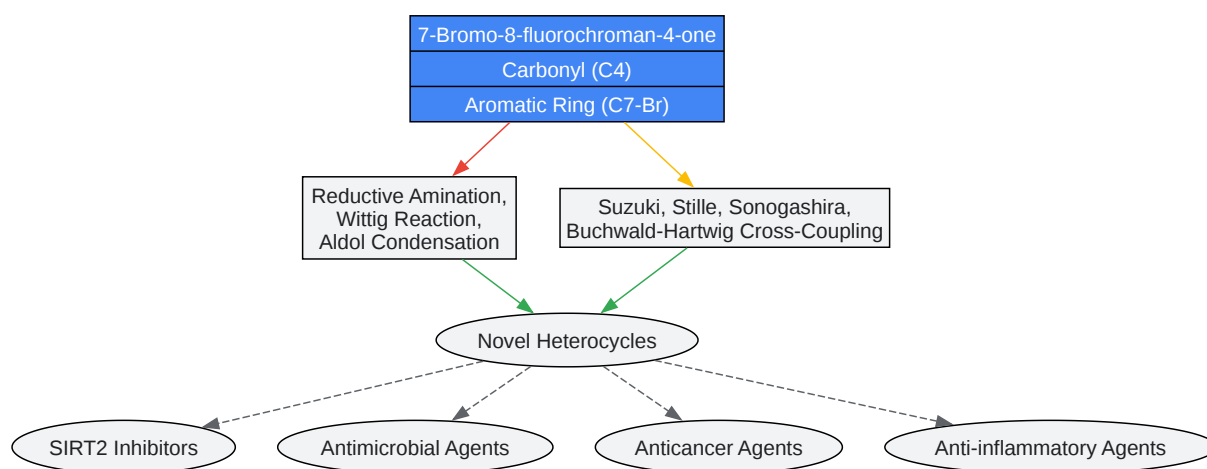 7-Bromo-8-fluorochroman-4-one
Carbonyl (C4)
Aromatic Ring (C7-Br)
Reductive Amination,
Wittig Reaction,
Aldol Condensation
Suzuki, Stille, Sonogashira,
Buchwald-Hartwig Cross-Coupling
Novel Heterocycles
SIRT2 Inhibitors
Antimicrobial Agents
Anticancer Agents
Anti-inflammatory Agents